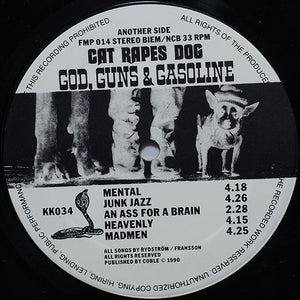 ALL RIGHTS OF THE PRODUCER
THE RECORDED WORK RESERVED. UNAUTHORIZED
COPYING, HIRING, LENDING, PUBLIC PERFORMANCE
THIS RECORDING PROHIBITED.
ANOTHER SIDE
FMP 014 STEREO BIEM/NCB 33 RPM
CAT RAPES DOG
GOD, GUNS & GASOLINE
KK034
MENTAL 4.18
JUNK JAZZ 4.26
AN ASS FOR A BRAIN 2.28
HEAVENLY 4.15
MADMEN 4.25
ALL SONGS BY RYDSTRÖM / FRANSSON
ALL RIGHTS RESERVED
PUBLISHED BY COBLE © 1990